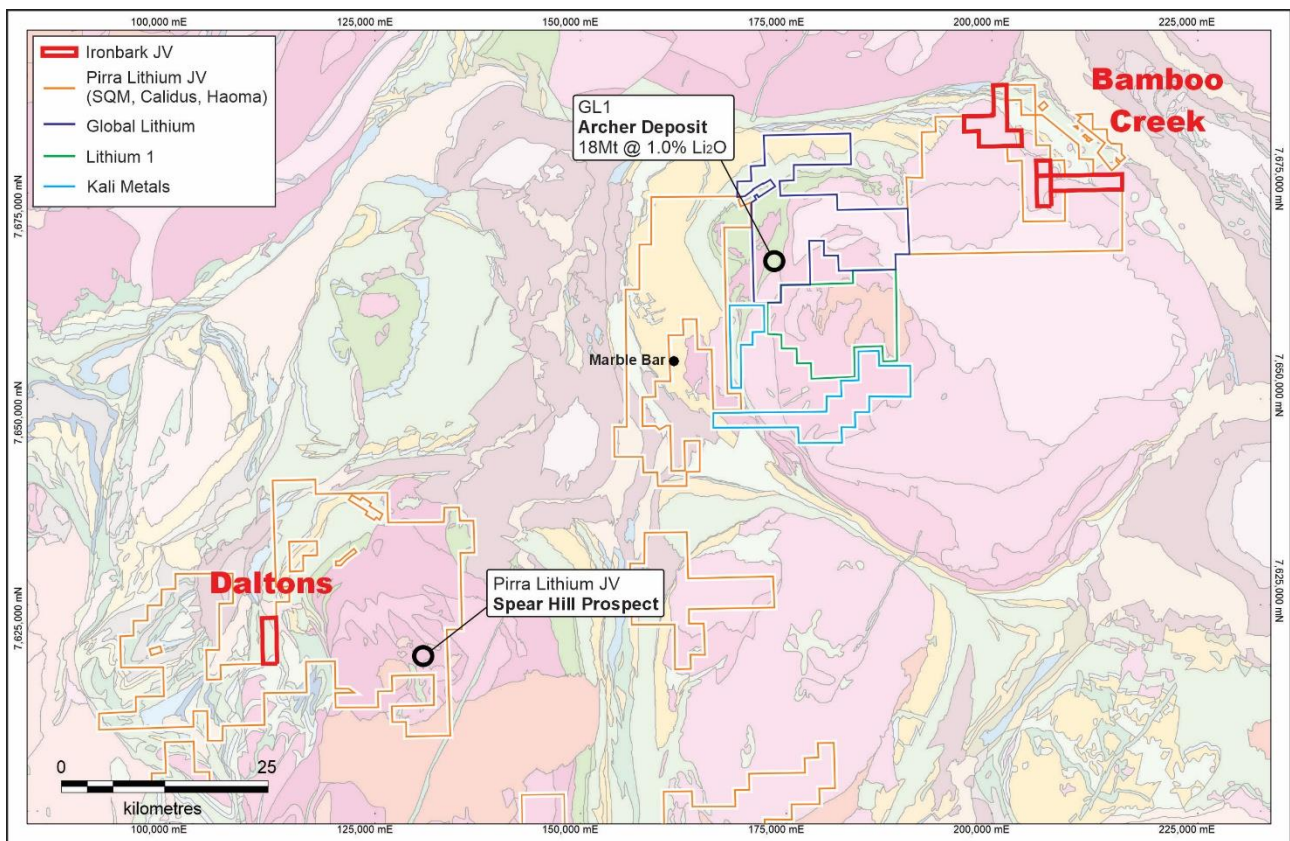 100,000 mE
125,000 mE
150,000 mE
175,000 mE
200,000 mE
225,000 mE
Ironbark JV
Pirra Lithium JV
(SQM, Calidus, Haoma)
Global Lithium
Lithium 1
Kali Metals
Bamboo
Creek
GL1
Archer Deposit
18Mt @ 1.0% Li₂O
7,675,000 mN
7,675,000 mN
Marble Bar
7,650,000 mN
7,650,000 mN
Daltons
Pirra Lithium JV
Spear Hill Prospect
7,625,000 mN
7,625,000 mN
0
25
kilometres
100,000 mE
125,000 mE
150,000 mE
175,000 mE
200,000 mE
225,000 mE